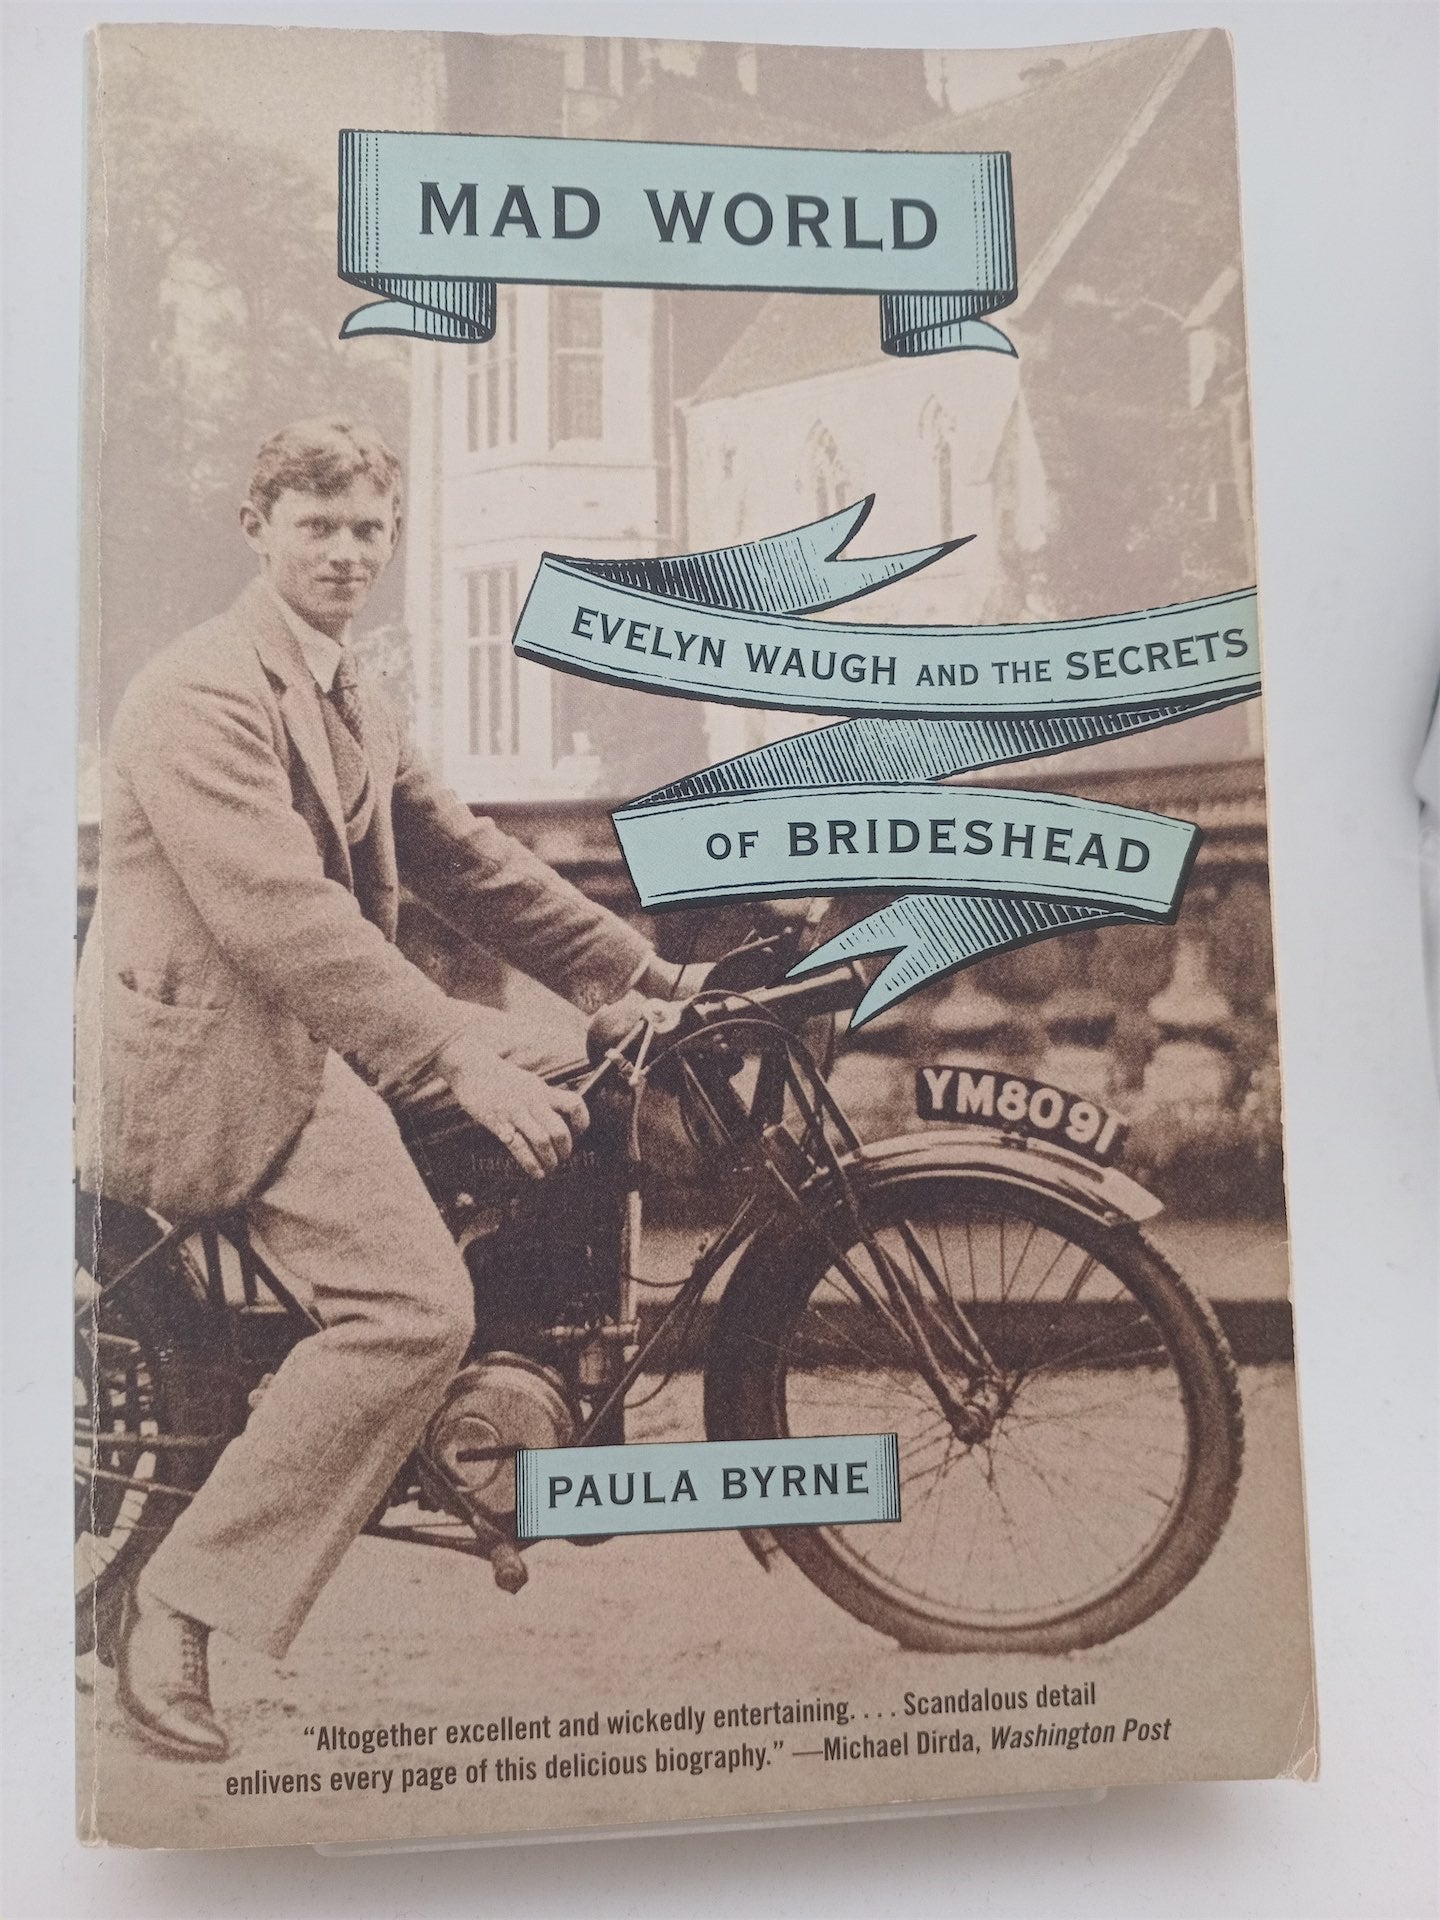 MAD WORLD
EVELYN WAUGH AND THE SECRETS
OF BRIDESHEAD
YM8091
PAULA BYRNE
“Altogether excellent and wickedly entertaining. . . . Scandalous detail
enlivens every page of this delicious biography.” —Michael Dirda, Washington Post